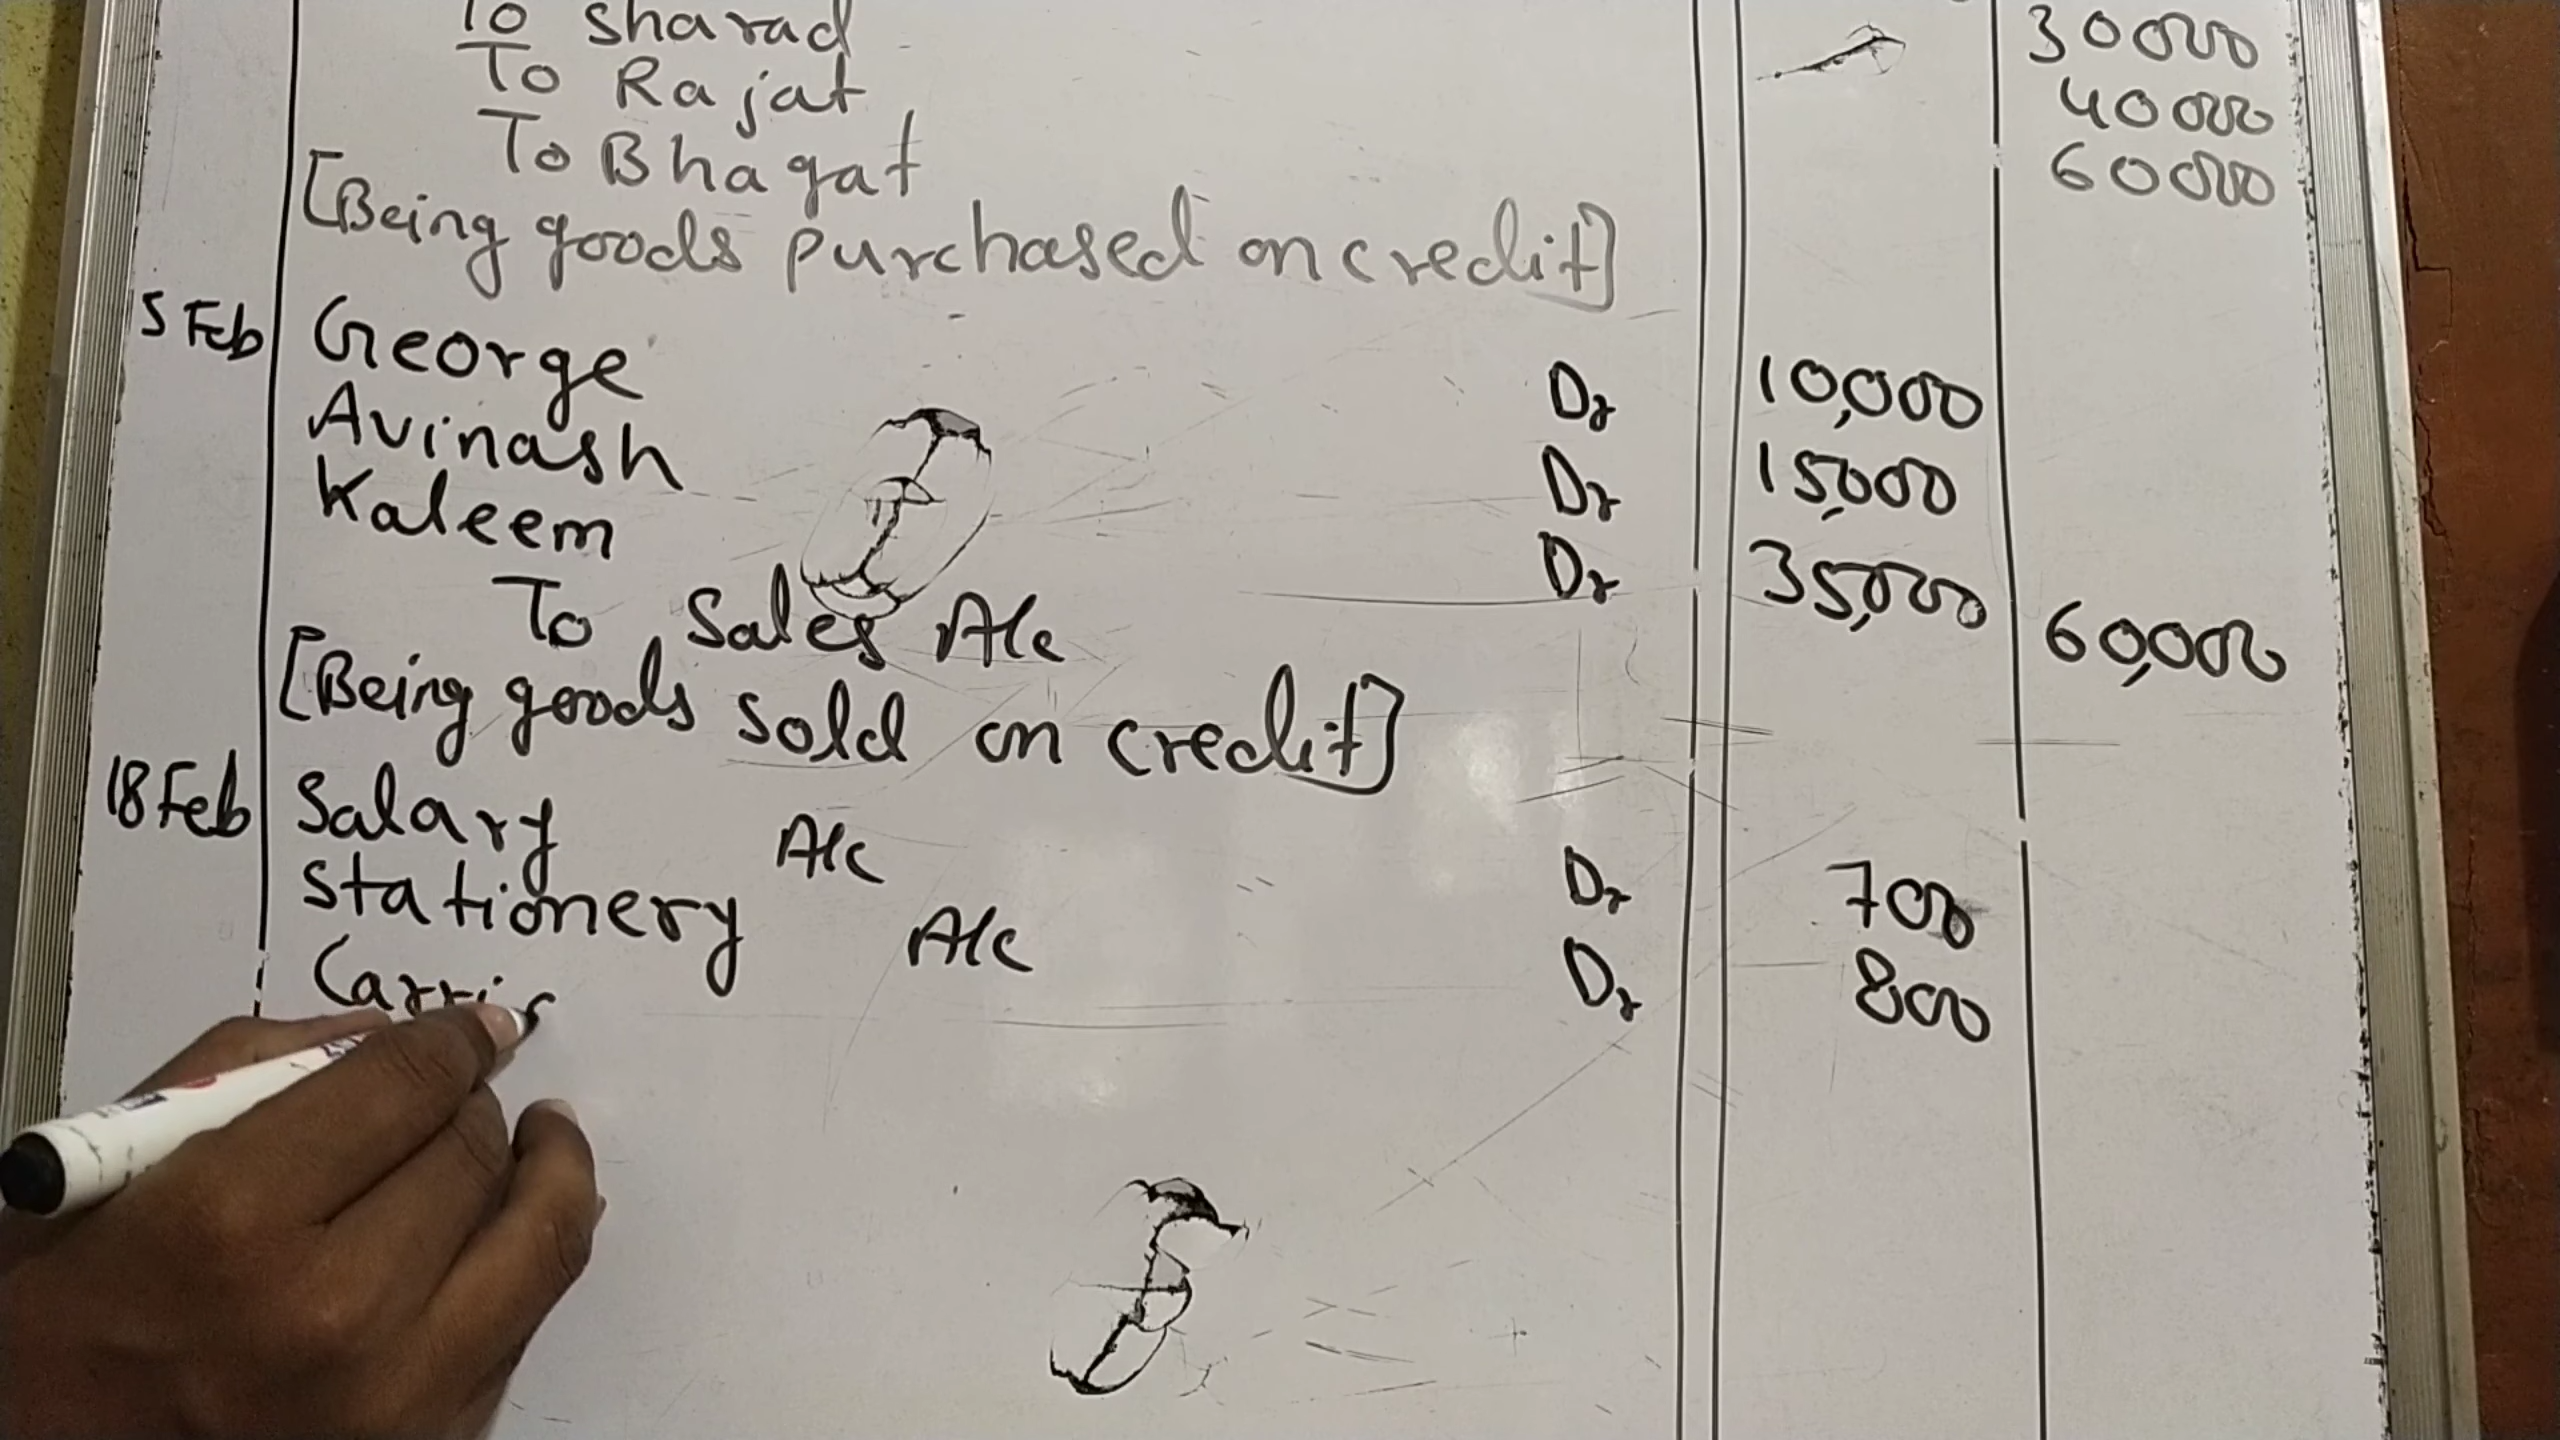 To Sharad 30000
To Rajat 40000
To Bhagat 60000
[Being goods purchased on credit]
5 Feb George Dr 10,000
Avinash Dr 15,000
Kaleem Dr 35,000
To Sales A/c 60,000
[Being goods sold on credit]
18 Feb Salary A/c Dr 700
Stationery A/c Dr 800